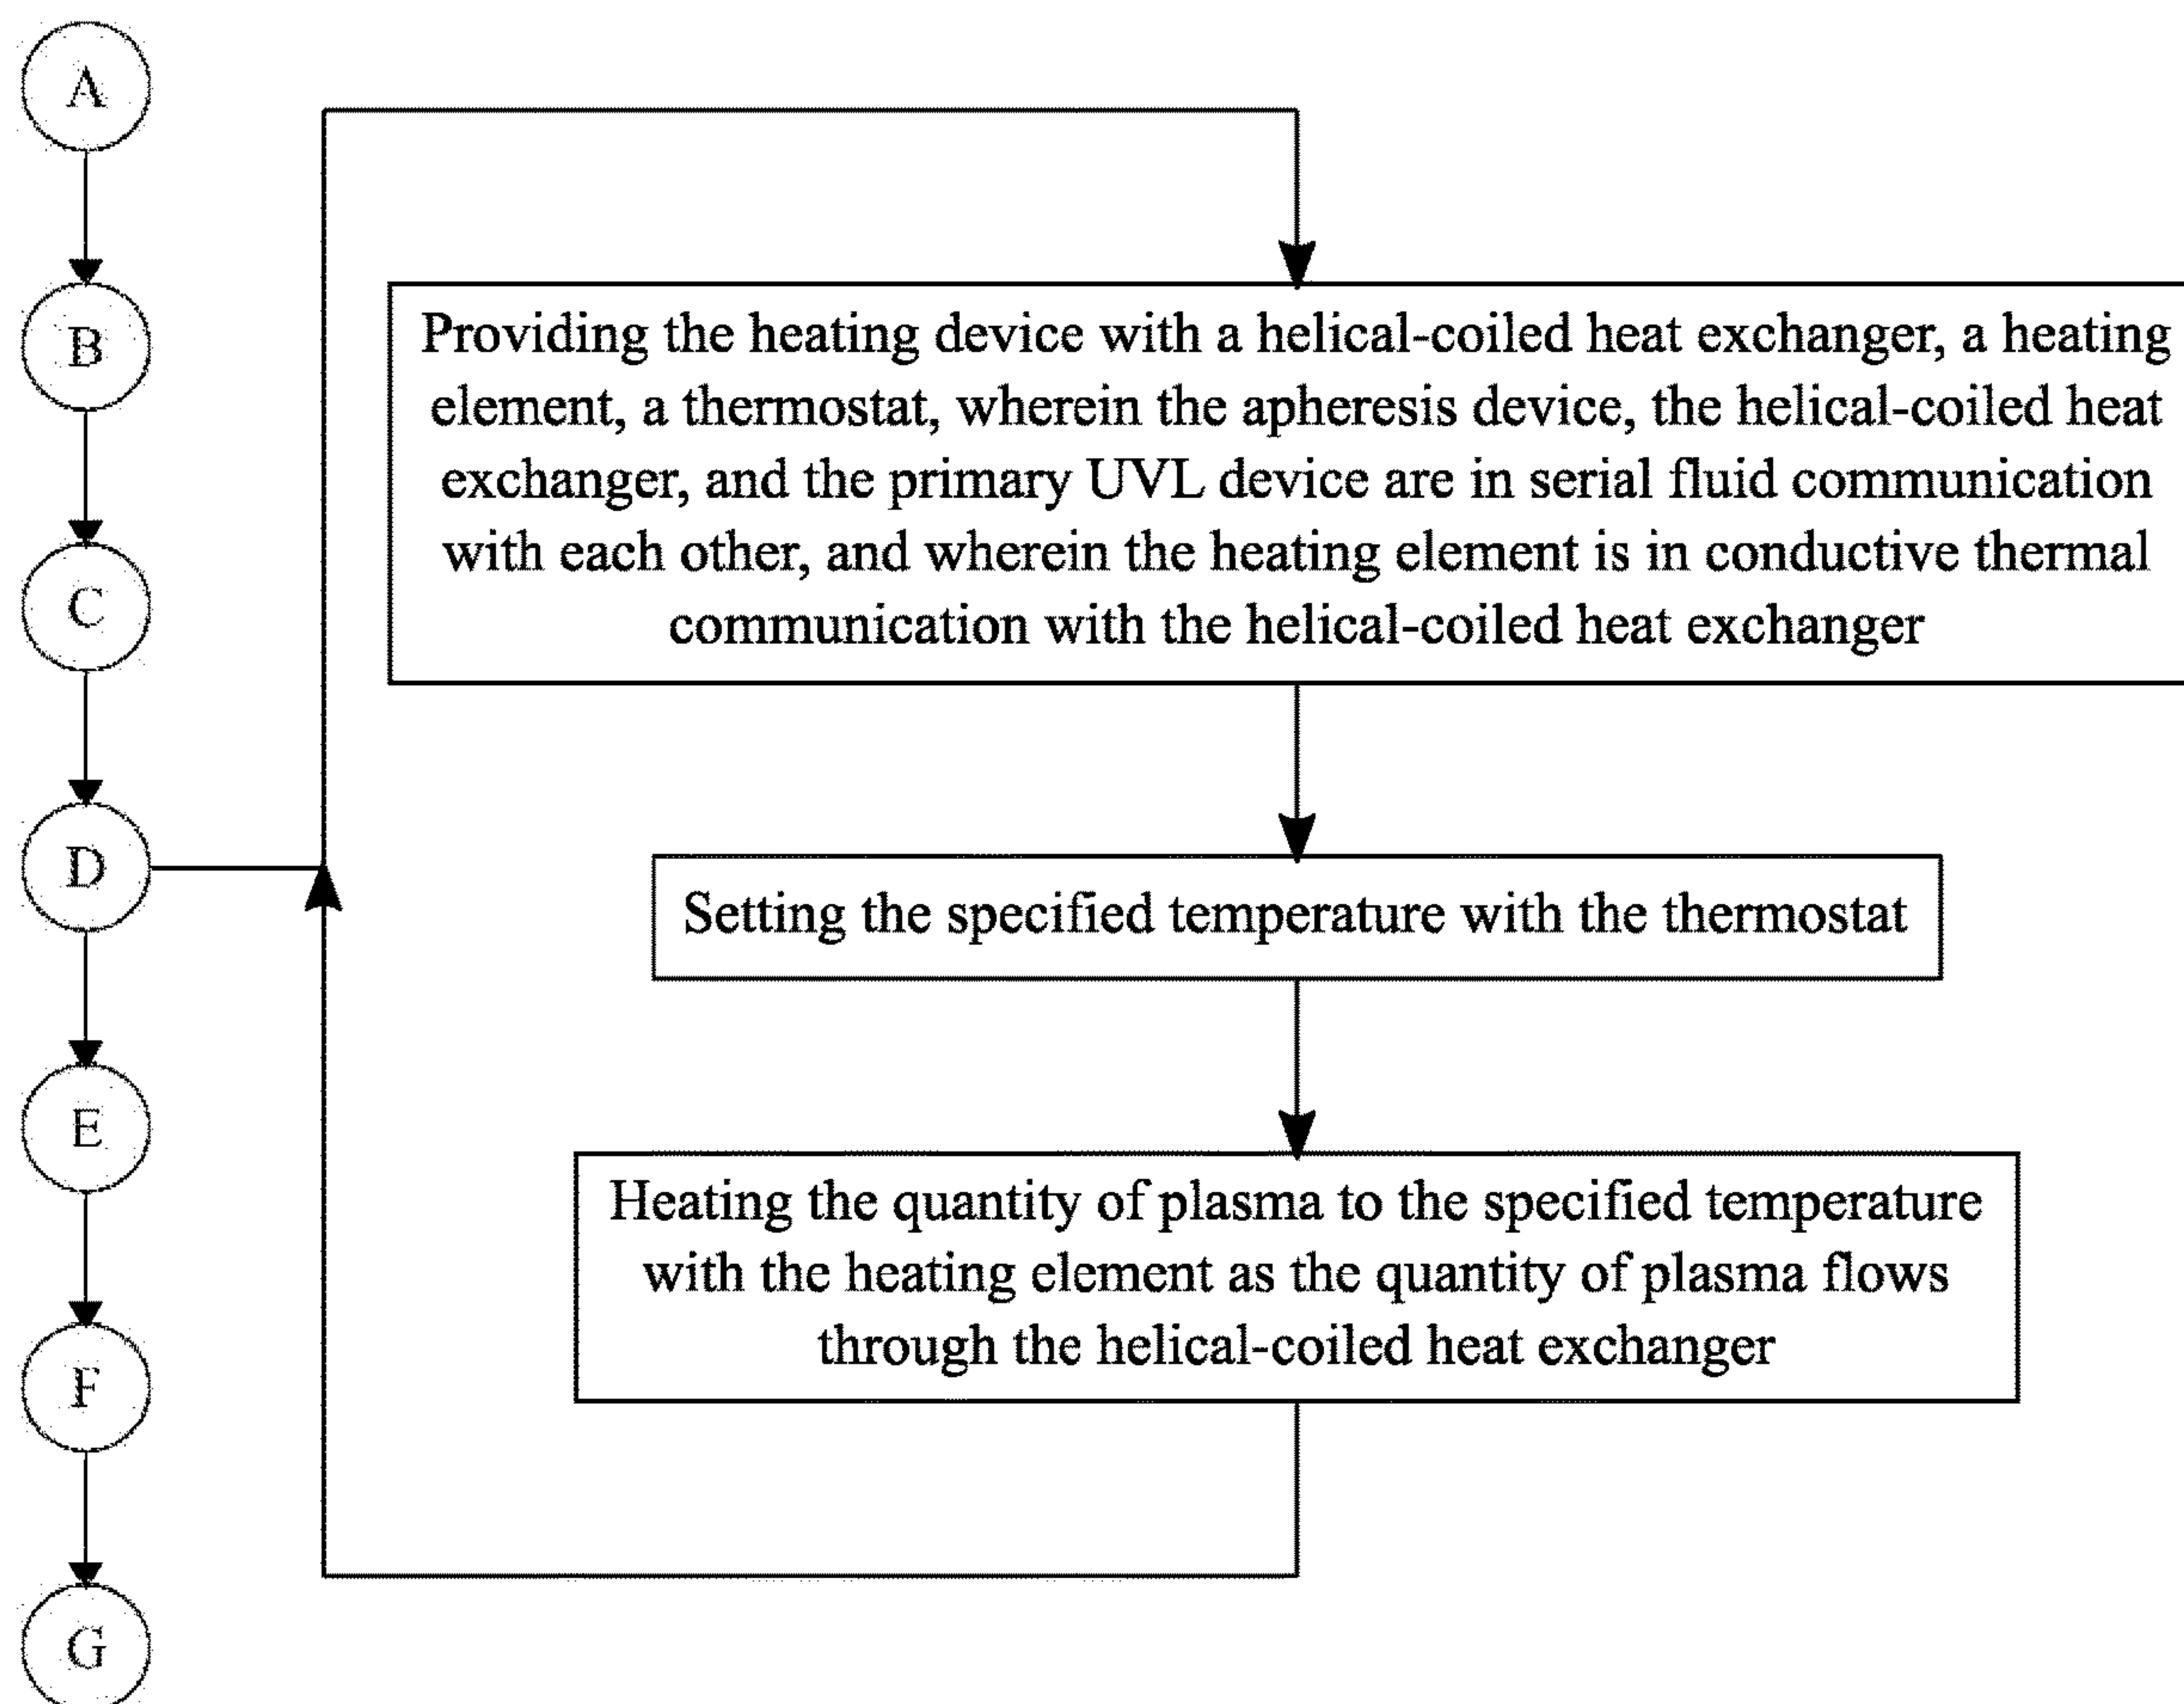 A
B
C
D
E
F
G
Providing the heating device with a helical-coiled heat exchanger, a heating
element, a thermostat, wherein the apheresis device, the helical-coiled heat
exchanger, and the primary UVL device are in serial fluid communication
with each other, and wherein the heating element is in conductive thermal
communication with the helical-coiled heat exchanger
Setting the specified temperature with the thermostat
Heating the quantity of plasma to the specified temperature
with the heating element as the quantity of plasma flows
through the helical-coiled heat exchanger